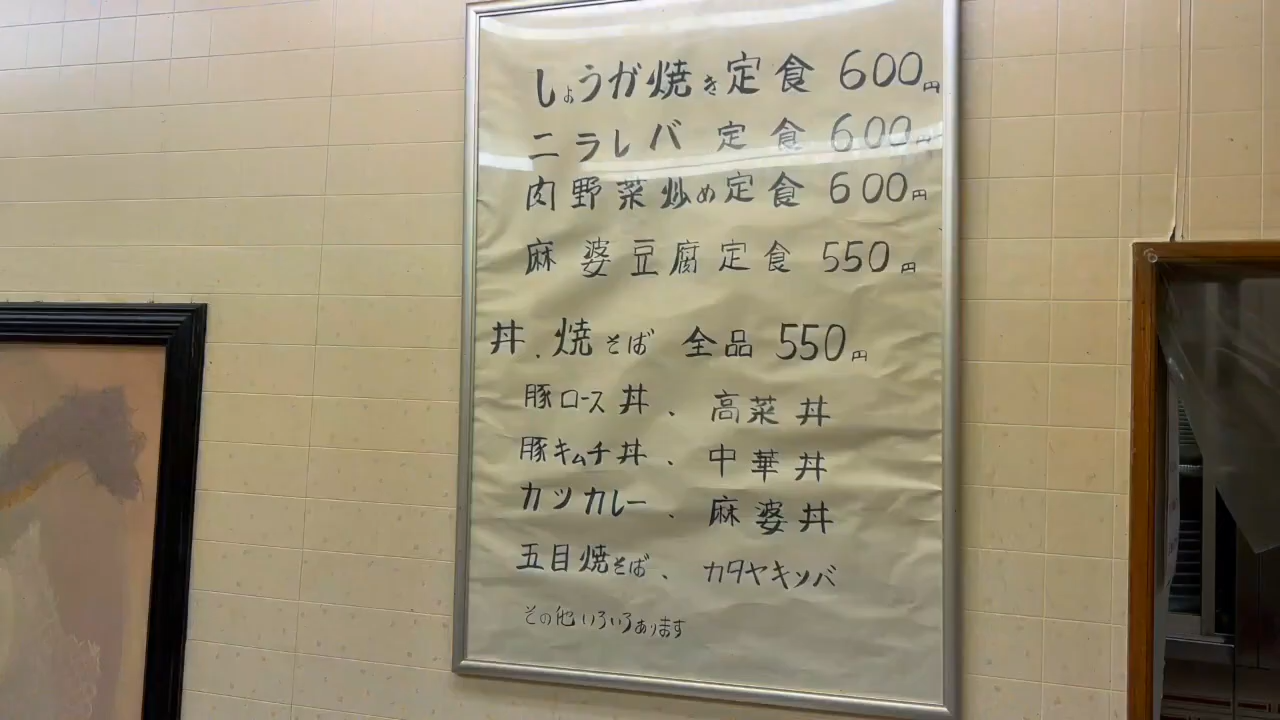 しょうが焼き定食 600円
ニラレバ 定食 600円
肉野菜炒め定食 600円
麻婆豆腐定食 550円
丼、焼そば 全品 550円
豚ロース丼、高菜丼
豚キムチ丼、中華丼
カツカレー、麻婆丼
五目焼そば、カタヤキソバ
その他いろいろあります